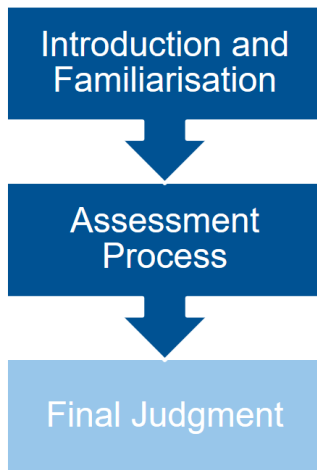 Introduction and
Familiarisation
Assessment
Process
Final Judgment